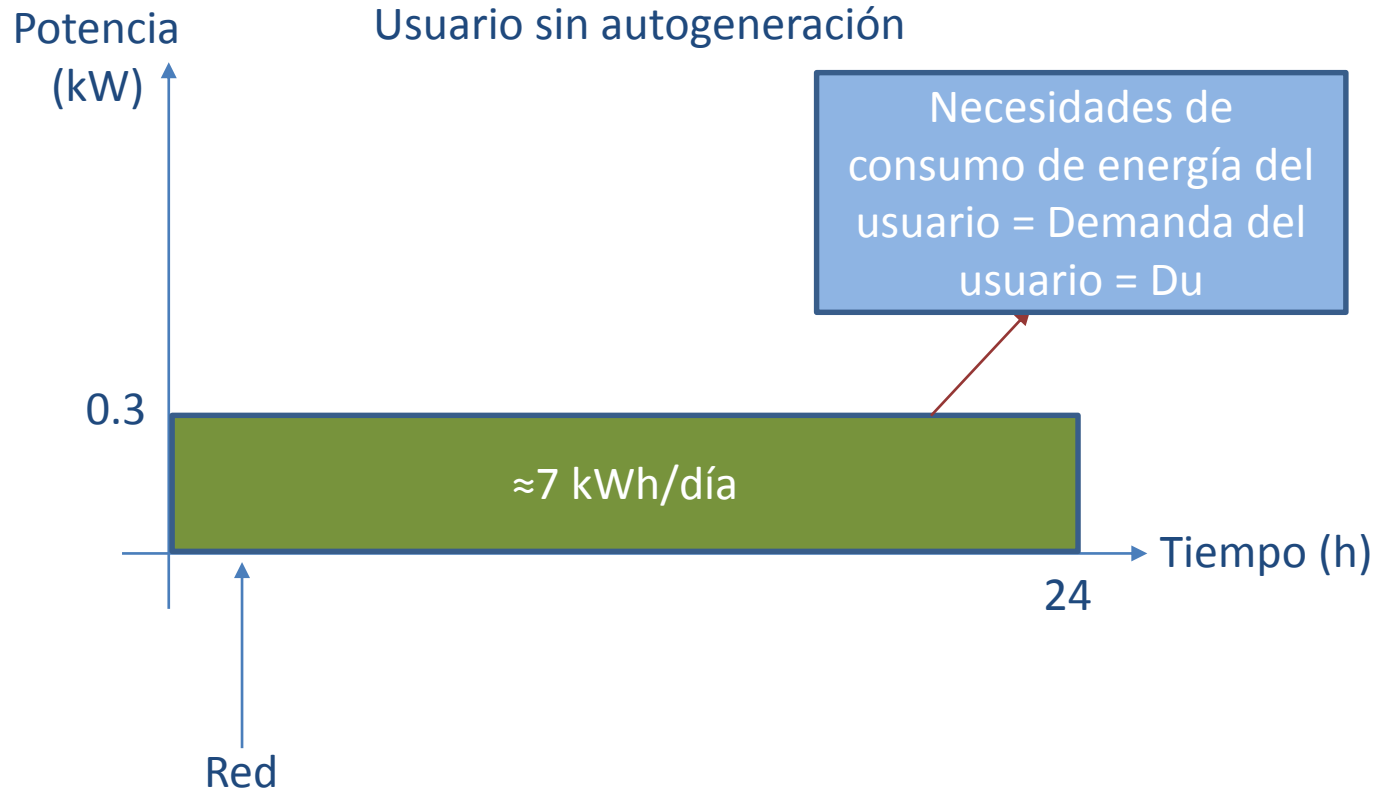 Usuario sin autogeneración
Potencia
(kW)
Necesidades de
consumo de energía del
usuario = Demanda del
usuario = Du
0.3
≈7 kWh/día
Tiempo (h)
24
Red